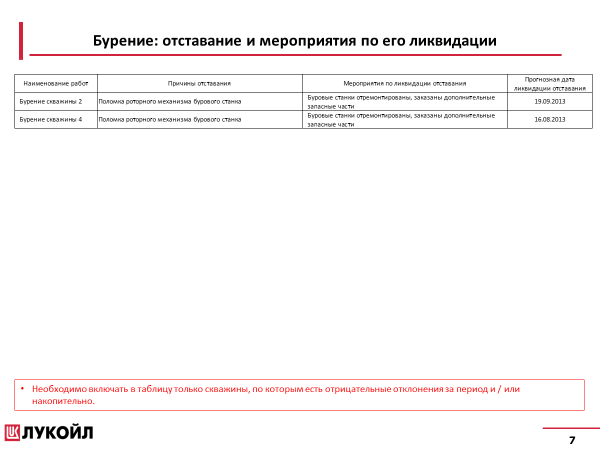 Бурение: отставание и мероприятия по его ликвидации
Наименование работ
Причины отставания
Мероприятия по ликвидации отставания
Прогнозная дата
ликвидации отставания
Бурение скважины 2
Поломка роторного механизма бурового станка
Буровые станки отремонтированы, заказаны дополнительные
запасные части
19.09.2013
Бурение скважины 4
Поломка роторного механизма бурового станка
Буровые станки отремонтированы, заказаны дополнительные
запасные части
16.08.2013
• Необходимо включать в таблицу только скважины, по которым есть отрицательные отклонения за период и / или
накопительно.
ЛУКОЙЛ
7